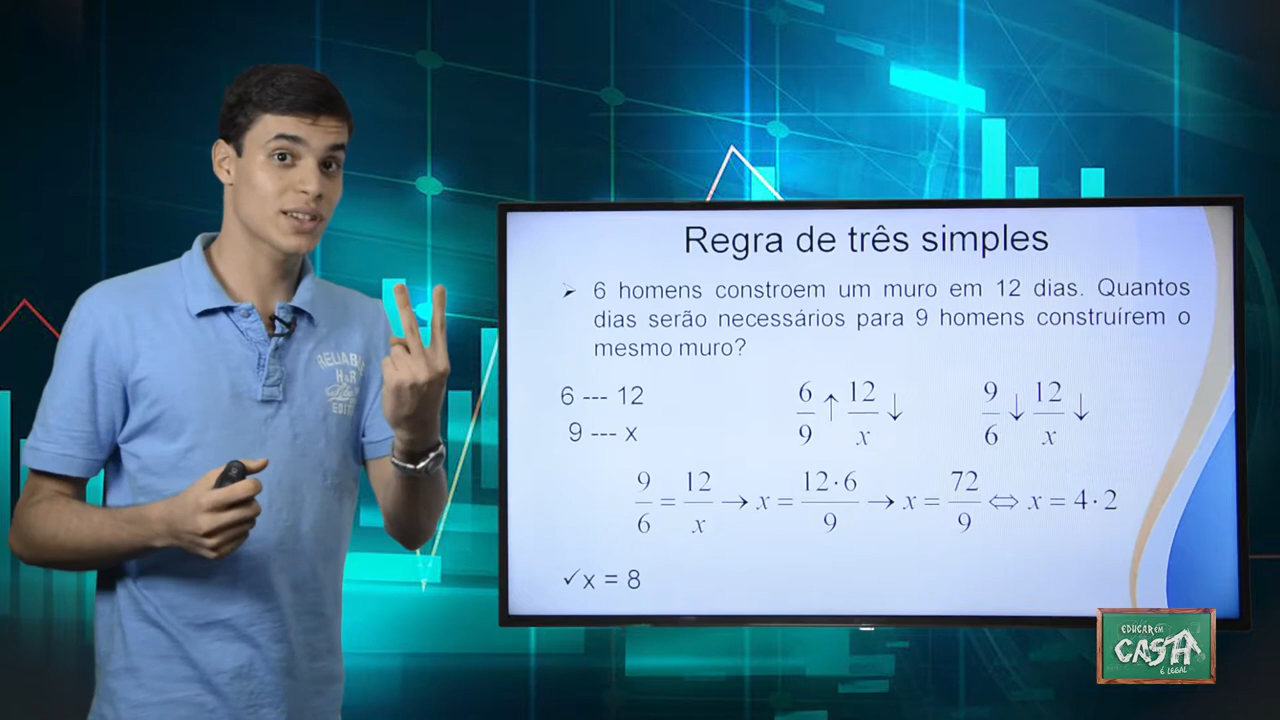 Regra de três simples
➢ 6 homens constroem um muro em 12 dias. Quantos
dias serão necessários para 9 homens construírem o
mesmo muro?
6 --- 12
9 --- x
6/9 ↑ 12/x ↓
9/6 ↓ 12/x ↓
9/6 = 12/x → x = 12·6/9 → x = 72/9 ⇔ x = 4·2
✓x = 8
RELIABLE
H&R
EDIT
EDUCAR EM
CASA
É LEGAL